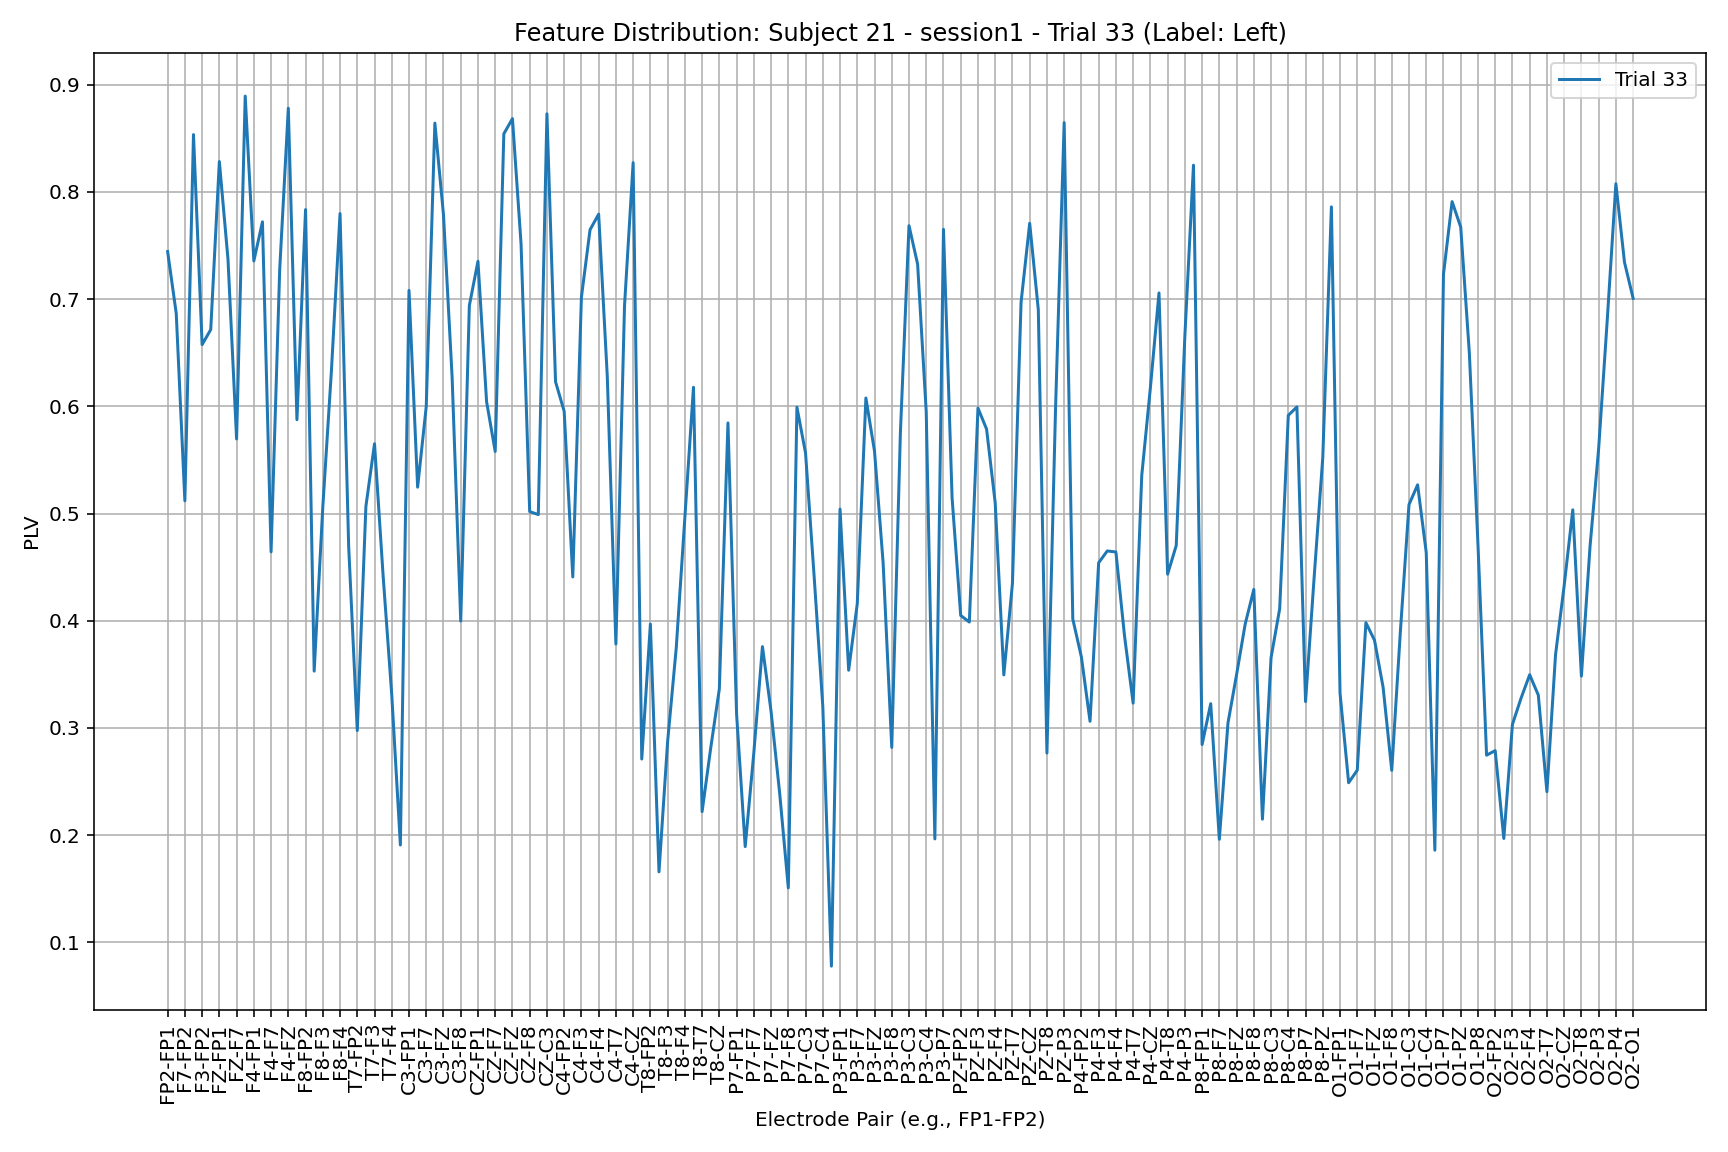 Feature Distribution: Subject 21 - session1 - Trial 33 (Label: Left)
Trial 33
PLV
0.9
0.8
0.7
0.6
0.5
0.4
0.3
0.2
0.1
FP2-FP1
F7-FP2
F3-FP2
FZ-FP1
FZ-F7
F4-FP1
F4-F7
F4-FZ
F8-FP2
F8-F3
F8-F4
T7-FP2
T7-F3
T7-F4
C3-FP1
C3-F7
C3-FZ
C3-F8
CZ-FP1
CZ-F7
CZ-FZ
CZ-F8
CZ-C3
C4-FP2
C4-F3
C4-F4
C4-T7
C4-CZ
T8-FP2
T8-F3
T8-F4
T8-T7
T8-CZ
P7-FP1
P7-F7
P7-FZ
P7-F8
P7-C3
P7-C4
P3-FP1
P3-F7
P3-FZ
P3-F8
P3-C3
P3-C4
P3-P7
PZ-FP2
PZ-F3
PZ-F4
PZ-T7
PZ-CZ
PZ-T8
PZ-P3
P4-FP2
P4-F3
P4-F4
P4-T7
P4-CZ
P4-T8
P4-P3
P8-FP1
P8-F7
P8-FZ
P8-F8
P8-C3
P8-C4
P8-P7
P8-PZ
O1-FP1
O1-F7
O1-FZ
O1-F8
O1-C3
O1-C4
O1-P7
O1-PZ
O1-P8
O2-FP2
O2-F3
O2-F4
O2-T7
O2-CZ
O2-T8
O2-P3
O2-P4
O2-O1
Electrode Pair (e.g., FP1-FP2)